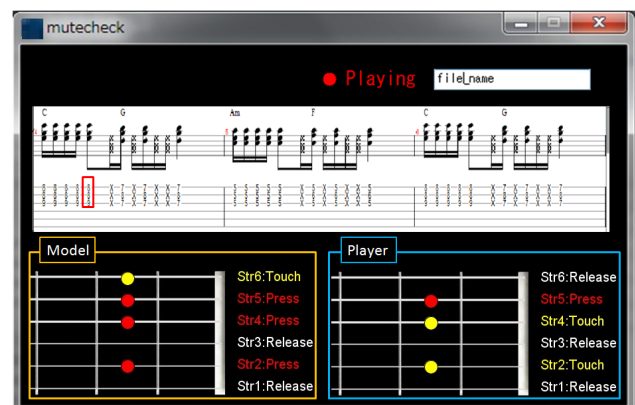 mutecheck
Playing
file_name
C G Am F C G
Model
Str6:Touch
Str5:Press
Str4:Press
Str3:Release
Str2:Press
Str1:Release
Player
Str6:Release
Str5:Press
Str4:Touch
Str3:Release
Str2:Touch
Str1:Release